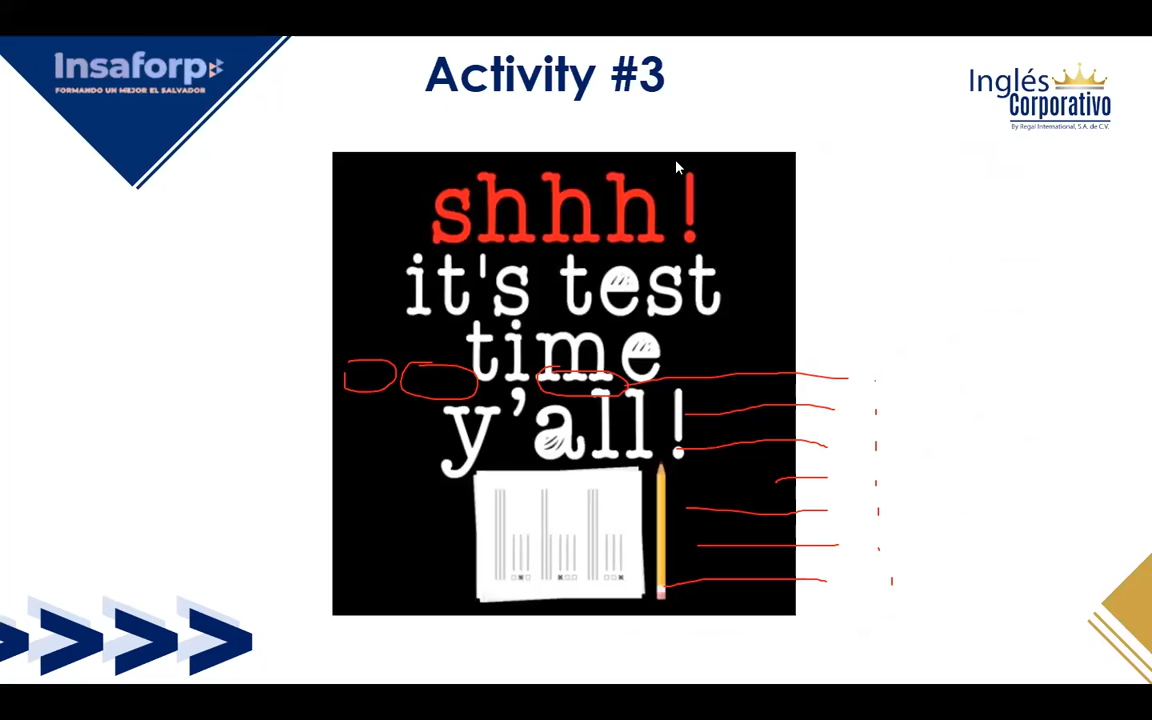 Insaforp
FORMANDO UN MEJOR EL SALVADOR
Activity #3
Inglés
Corporativo
By Regal International, S.A. de C.V.
shhh!
it's test
time
y'all!